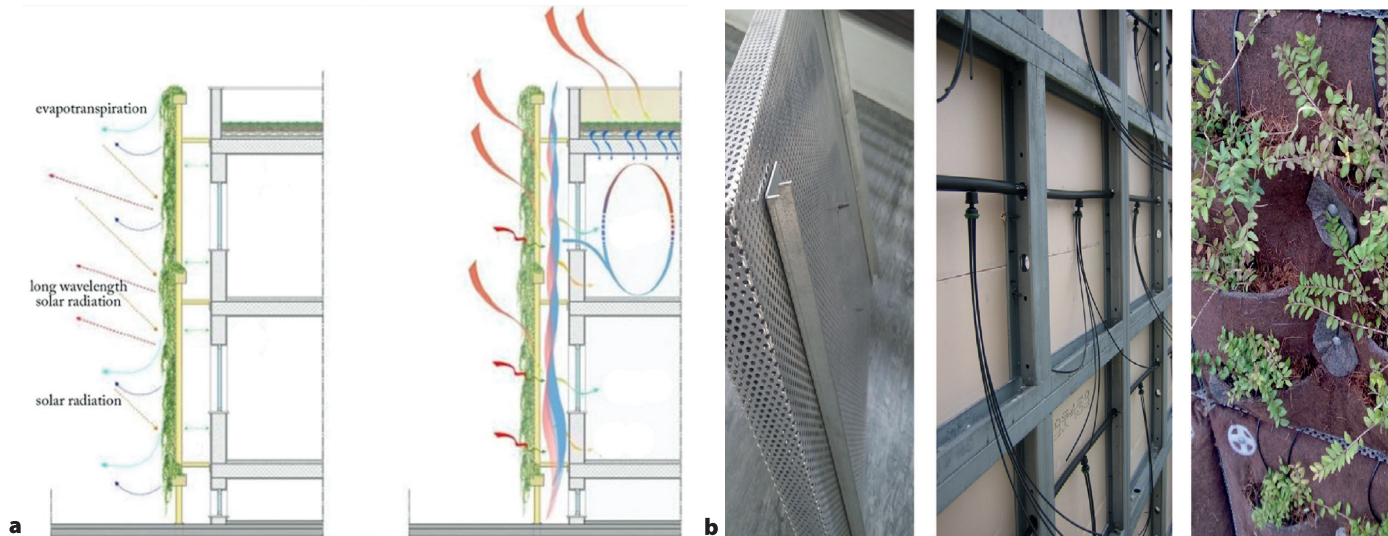 evapotranspiration
long wavelength
solar radiation
solar radiation
a
b